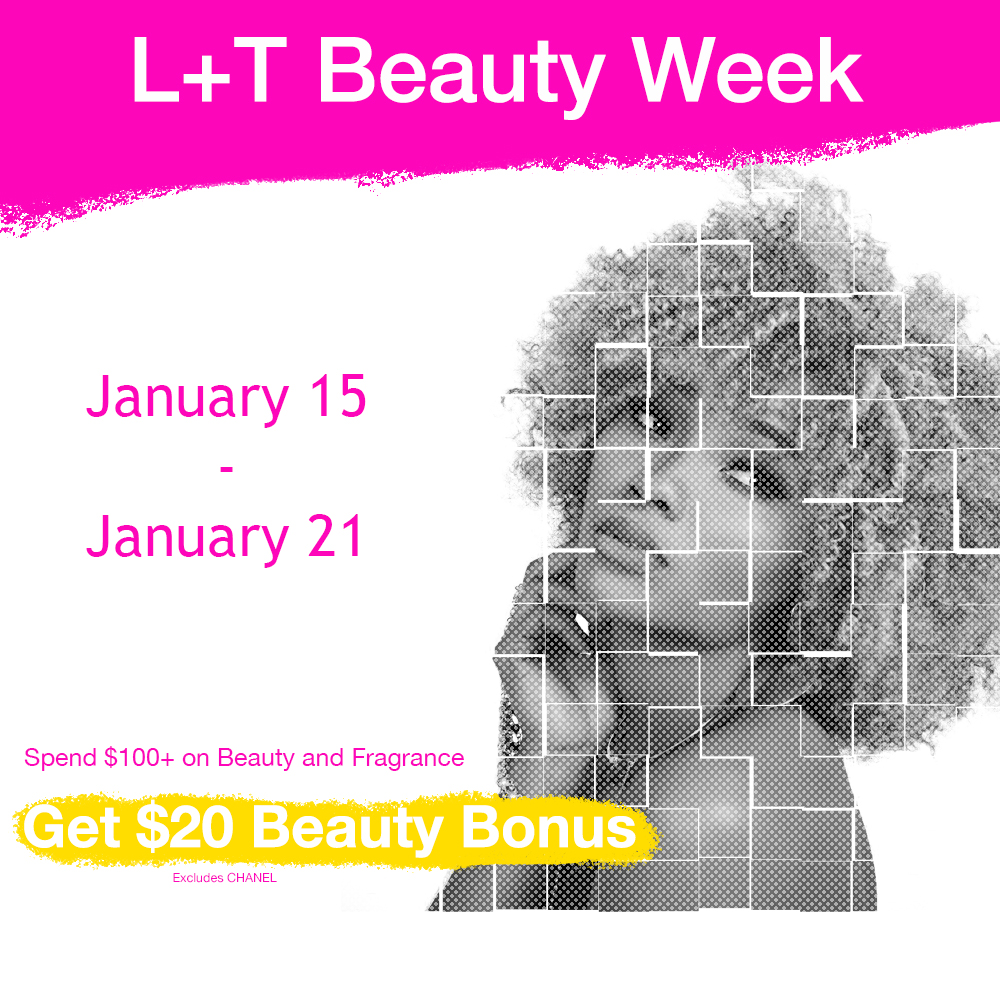 L+T Beauty Week
January 15
-
January 21
Spend $100+ on Beauty and Fragrance
Get $20 Beauty Bonus
Excludes CHANEL